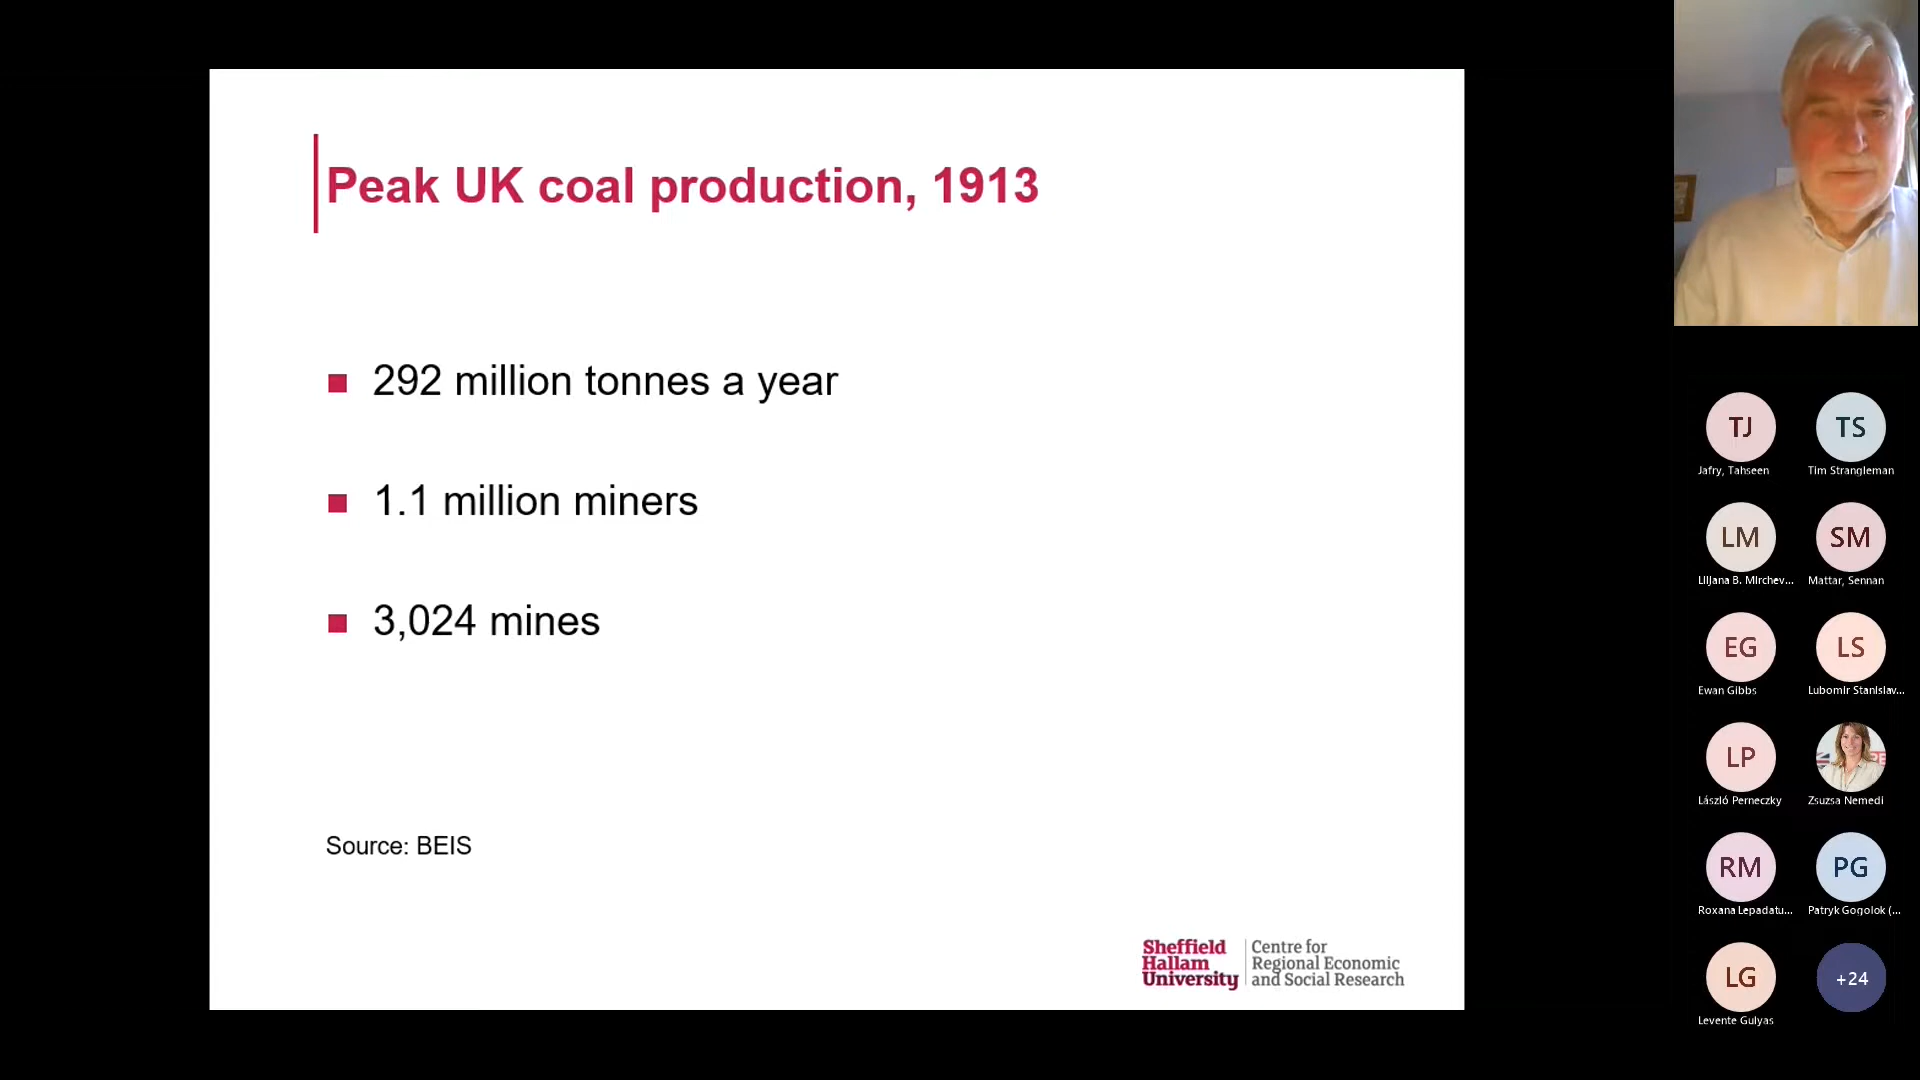 Peak UK coal production, 1913
292 million tonnes a year
1.1 million miners
3,024 mines
Source: BEIS
Sheffield
Hallam
University
Centre for
Regional Economic
and Social Research
TJ
Jafry, Tahseen
TS
Tim Strangleman
LM
Liljana B. Mirchev...
SM
Mattar, Sennan
EG
Ewan Gibbs
LS
Lubomir Stanislav...
LP
László Perneczky
Zsuzsa Nemedi
RM
Roxana Lepadatu...
PG
Patryk Gogolok (...
LG
Levente Gulyas
+24